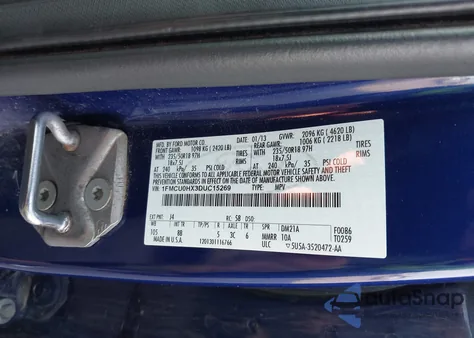 MFD. BY FORD MOTOR CO.
01/13
GVWR: 2096 KG ( 4620 LB)
FRONT GAWR: 1098 KG ( 2420 LB)
REAR GAWR: 1006 KG ( 2218 LB)
WITH 235/50R18 97H TIRES
18x7.5J RIMS
AT 240 kPa/ 35 PSI COLD
WITH 235/50R18 97H TIRES
18x7.5J RIMS
AT 240 kPa/ 35 PSI COLD
THIS VEHICLE CONFORMS TO ALL APPLICABLE FEDERAL MOTOR VEHICLE SAFETY AND BUMPER STANDARDS AND THEFT PREVENTION STANDARDS IN EFFECT ON THE DATE OF MANUFACTURE SHOWN ABOVE.
VIN: 1FMCU0HX3DUC15269
TYPE:
EXT PNT: J4 RC: 5B DSO:
105 BB 5 3C 6
SPR DM21A F0086
MMRR 10A TD259
MADE IN U.S.A. 1201301116766
ULC 5U5A-3520472-AA
autoSnap